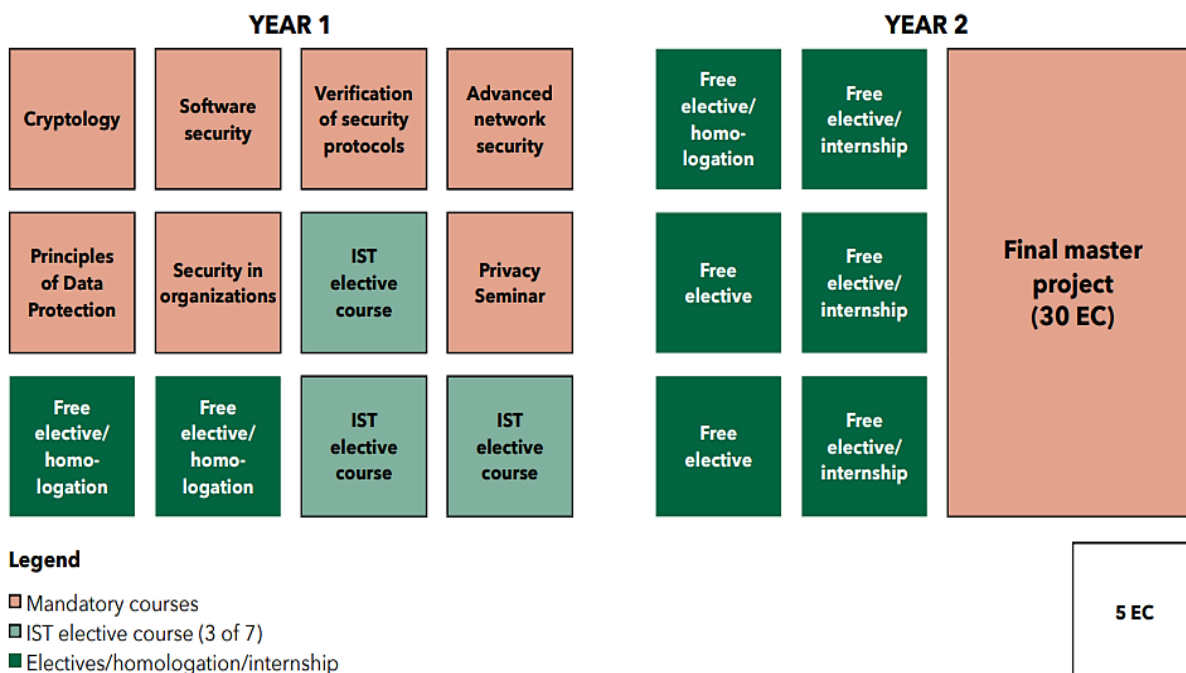 YEAR 1
YEAR 2
Cryptology
Software
security
Verification
of security
protocols
Advanced
network
security
Free
elective/
homo-
logation
Free
elective/
internship
Final master
project
(30 EC)
Principles
of Data
Protection
Security in
organizations
IST
elective
course
Privacy
Seminar
Free
elective
Free
elective/
internship
Free
elective/
homo-
logation
Free
elective/
homo-
logation
IST
elective
course
IST
elective
course
Free
elective
Free
elective/
internship
Legend
Mandatory courses
IST elective course (3 of 7)
Electives/homologation/internship
5 EC